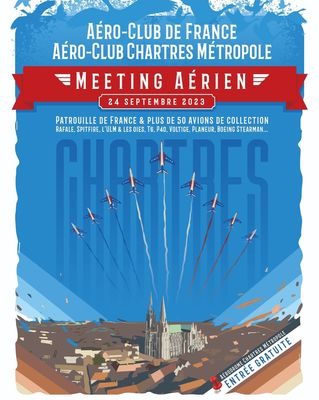 Aéro-Club de France
Aéro-Club Chartres Métropole
Meeting Aérien
24 septembre 2023
Patrouille de France & plus de 50 avions de collection
Rafale, Spitfire, l'ULM & les oies, T6, P40, Voltige, Planeur, Boeing Stearman...
CHARTRES
Aérodrome Chartres Métropole
Entrée gratuite